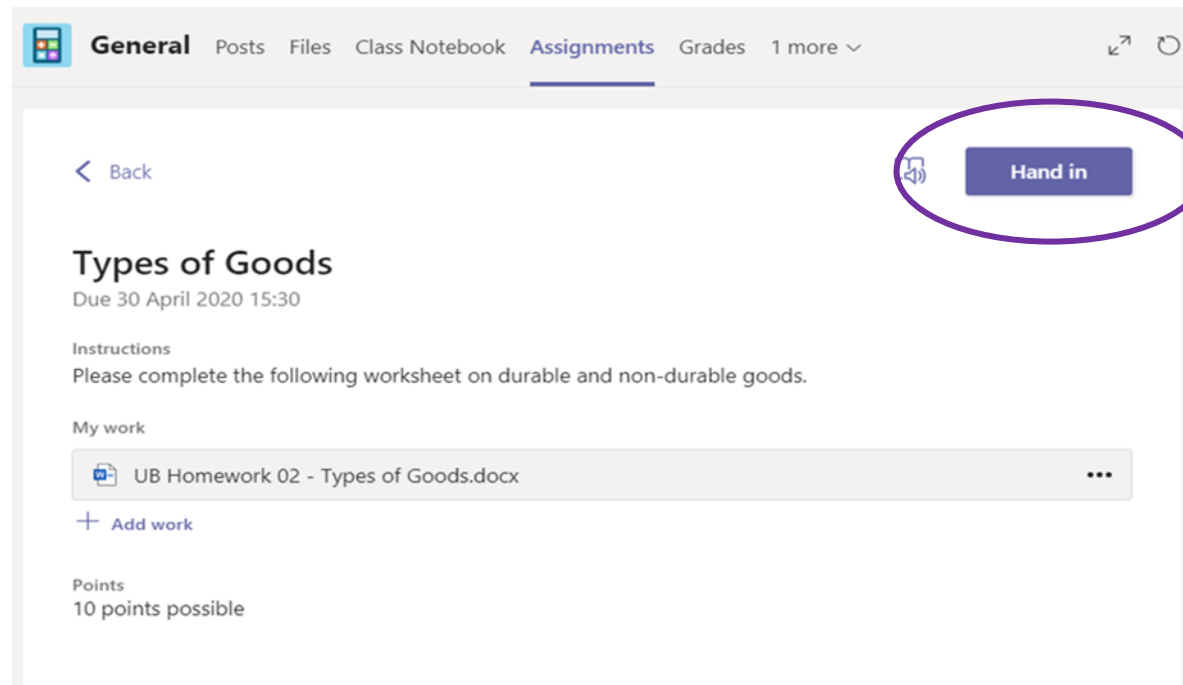 General Posts Files Class Notebook Assignments Grades 1 more
Back
Hand in
Types of Goods
Due 30 April 2020 15:30
Instructions
Please complete the following worksheet on durable and non-durable goods.
My work
UB Homework 02 - Types of Goods.docx
Add work
Points
10 points possible